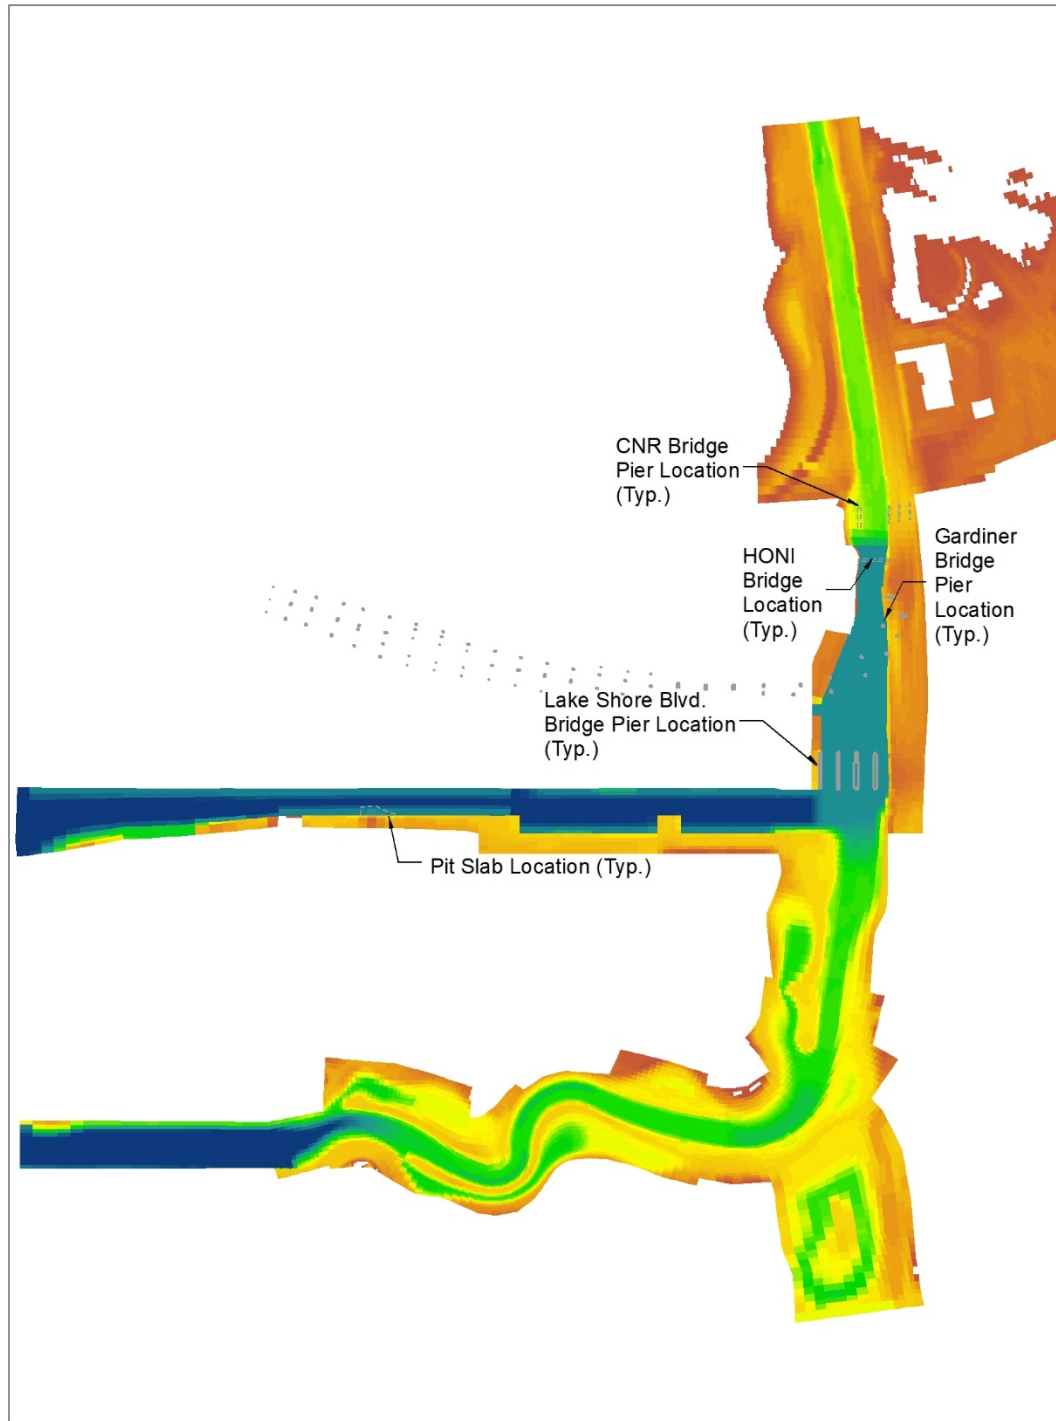 CNR Bridge
Pier Location
(Typ.)
HONI
Bridge
Location
(Typ.)
Gardiner
Bridge
Pier
Location
(Typ.)
Lake Shore Blvd.
Bridge Pier Location
(Typ.)
Pit Slab Location (Typ.)